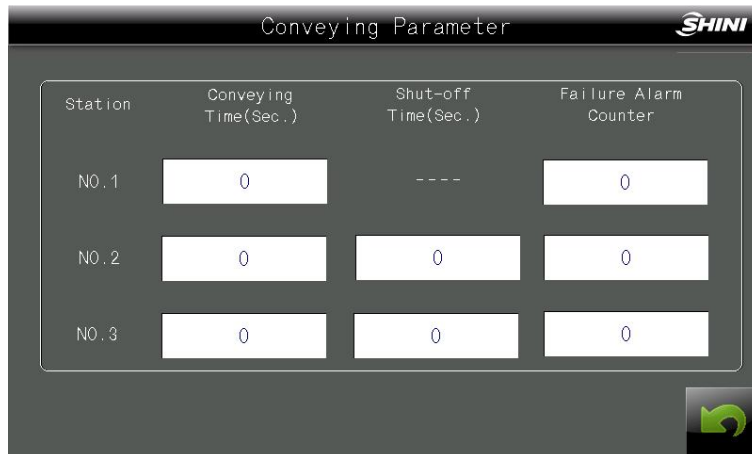 Conveying Parameter
SHINI
Station Conveying Time(Sec.) Shut-off Time(Sec.) Failure Alarm Counter
NO.1 0 ---- 0
NO.2 0 0 0
NO.3 0 0 0